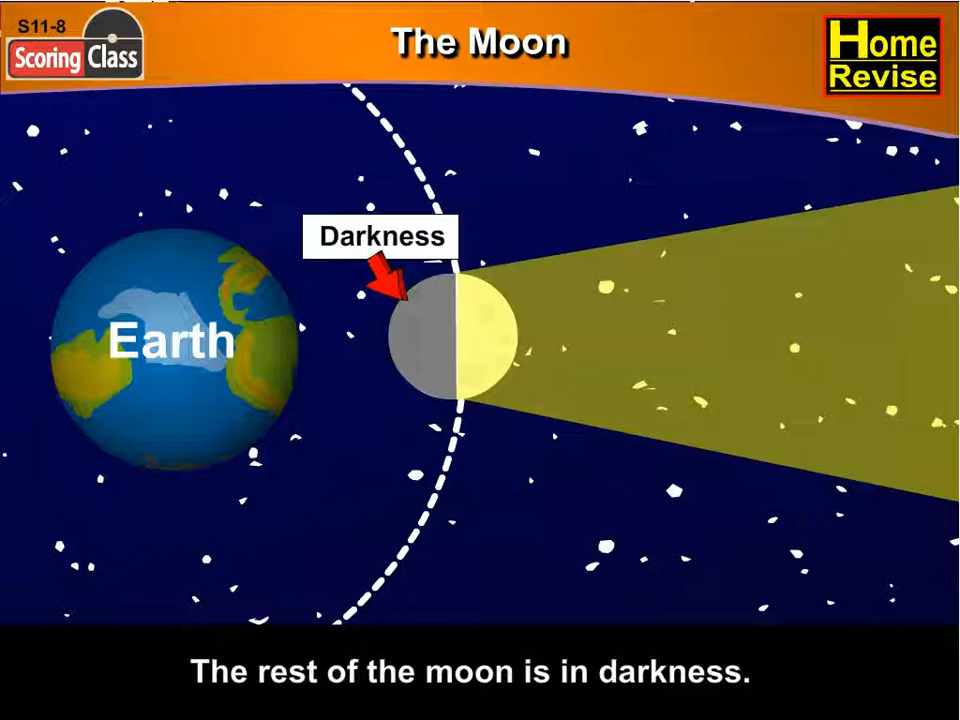 S11-8
Scoring Class
The Moon
Home
Revise
Darkness
Earth
The rest of the moon is in darkness.